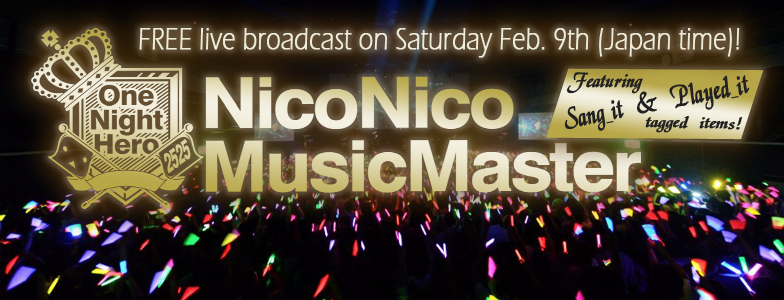 FREE live broadcast on Saturday Feb. 9th (Japan time)!
One
Night
Hero
2525
NicoNico
MusicMaster
Featuring
Sang_it & Played_it
tagged items!